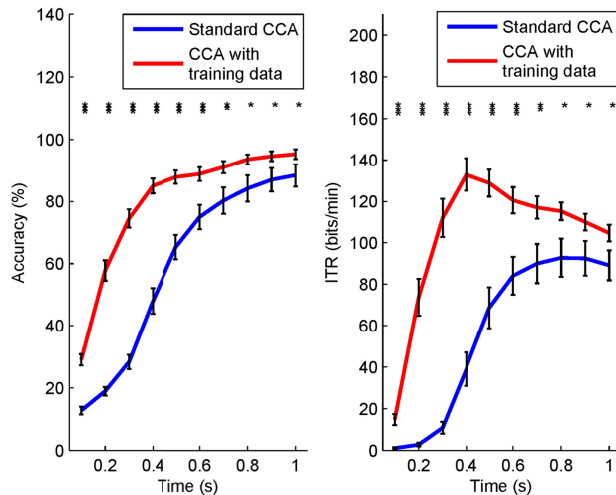 140
120
100
80
60
40
20
0
Accuracy (%)
0.2 0.4 0.6 0.8 1
Time (s)
Standard CCA
CCA with
training data
*** *** *** *** *** *** ** * * *
200
180
160
140
120
100
80
60
40
20
0
ITR (bits/min)
0.2 0.4 0.6 0.8 1
Time (s)
Standard CCA
CCA with
training data
*** *** *** *** *** *** ** * * *